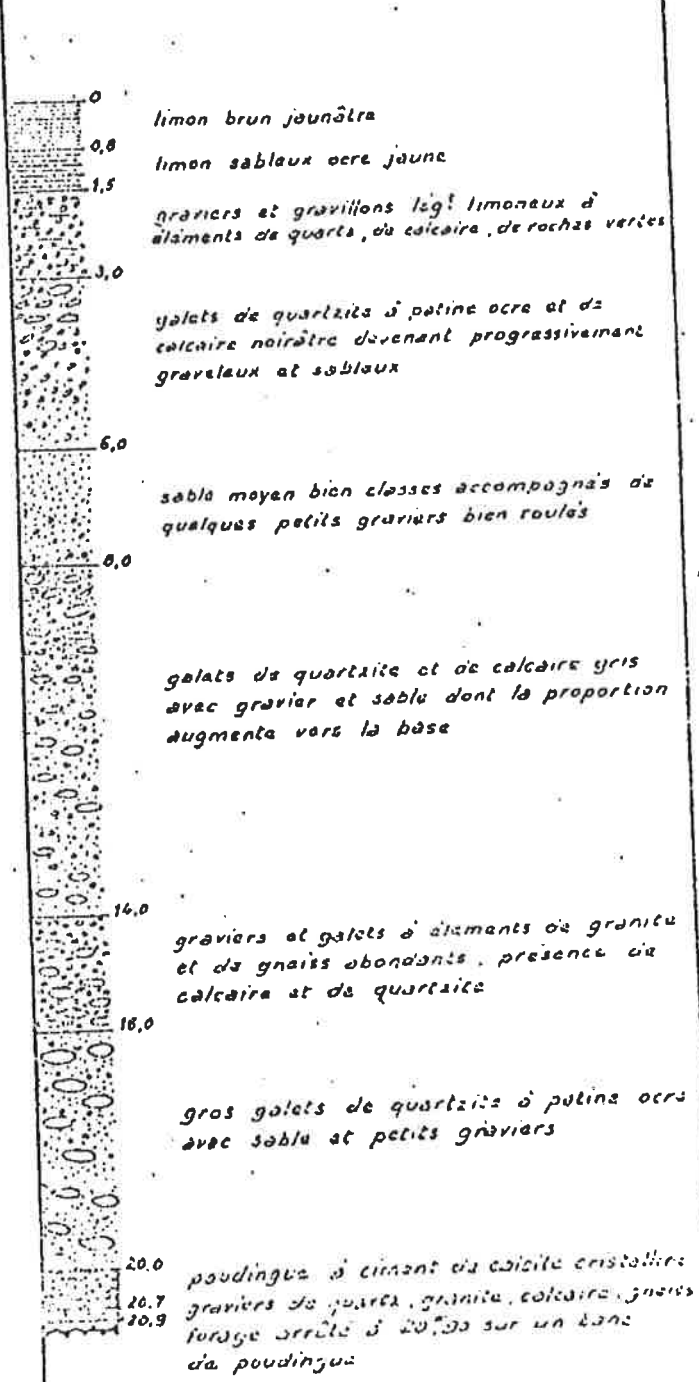 0
limon brun jaunâtre
0,8
limon sableux ocre jaune
1,5
graviers et gravillons légt limoneux à
éléments de quartz, de calcaire, de roches vertes
3,0
galets de quartzite à patine ocre et de
calcaire noirâtre devenant progressivement
graveleux et sableux
6,0
sable moyen bien classés accompagnés de
quelques petits graviers bien roulés
8,0
galets de quartzite et de calcaire gris
avec gravier et sable dont la proportion
augmente vers la base
14,0
graviers et galets à éléments de granite
et de gneiss abondants, présence de
calcaire et de quartzite
16,0
gros galets de quartzite à patine ocre
avec sable et petits graviers
20.0
poudingue à ciment de calcite cristalline
20.7
graviers de quartz, granite, calcaire, gneiss
20.9
forage arrêté à sur un banc
de poudingue